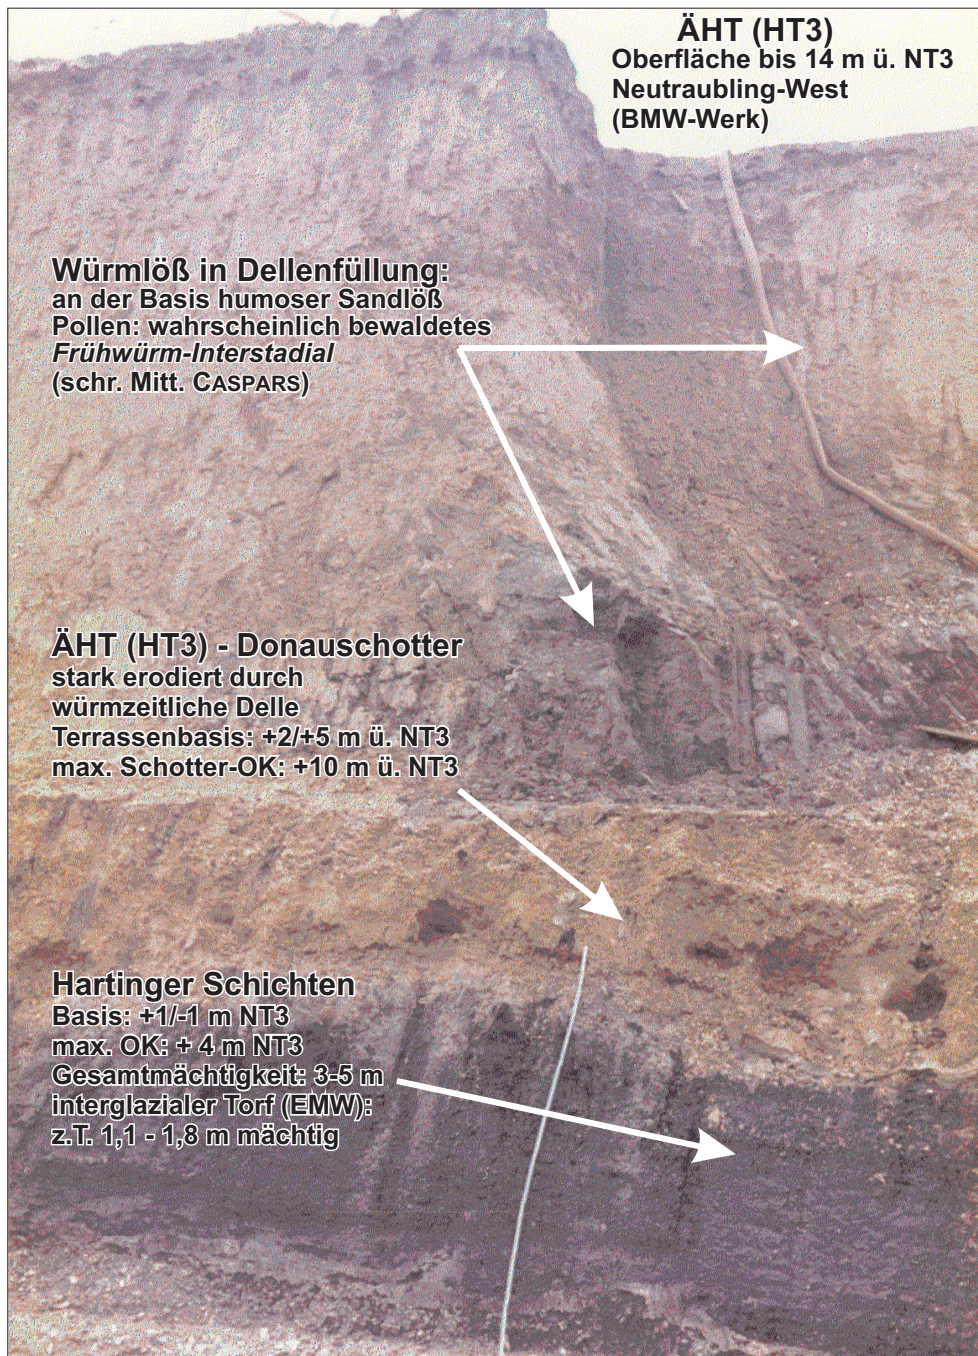 ÄHT (HT3)
Oberfläche bis 14 m ü. NT3
Neutraubling-West
(BMW-Werk)
Würmlöß in Dellenfüllung:
an der Basis humoser Sandlöß
Pollen: wahrscheinlich bewaldetes
Frühwürm-Interstadial
(schr. Mitt. CASPARS)
ÄHT (HT3) - Donauschotter
stark erodiert durch
würmzeitliche Delle
Terrassenbasis: +2/+5 m ü. NT3
max. Schotter-OK: +10 m ü. NT3
Hartinger Schichten
Basis: +1/-1 m NT3
max. OK: + 4 m NT3
Gesamtmächtigkeit: 3-5 m
interglazialer Torf (EMW):
z.T. 1,1 - 1,8 m mächtig